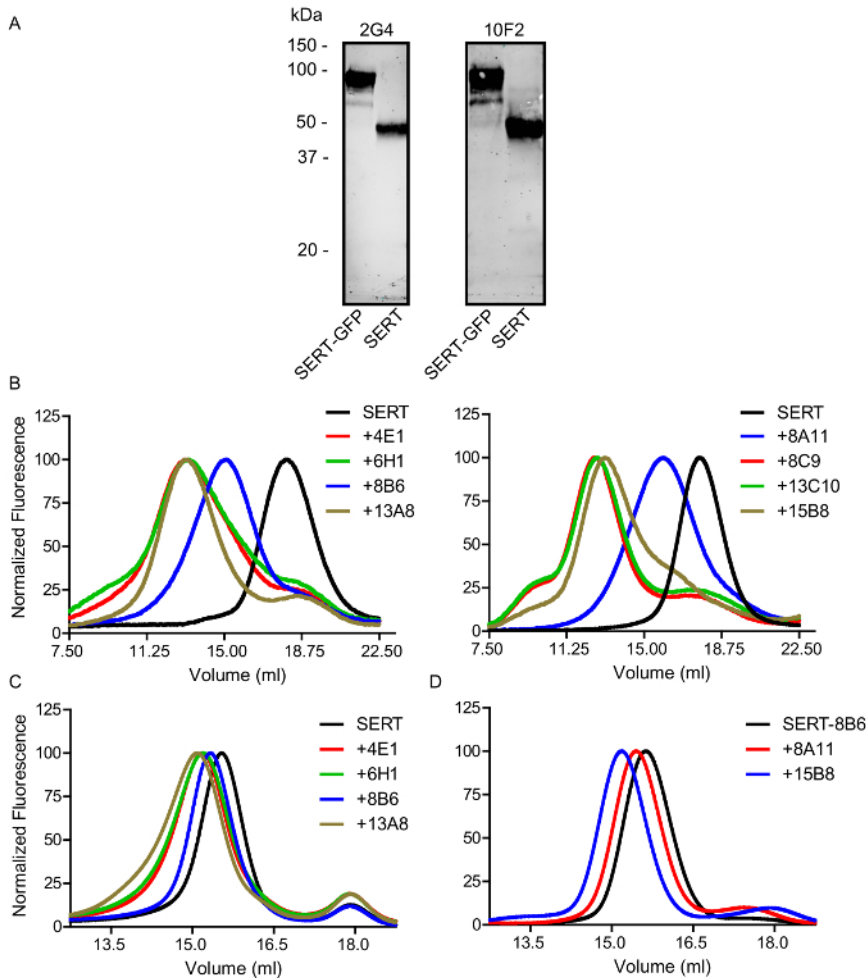 A
kDa
2G4
10F2
150 -
100 -
50 -
37 -
20 -
SERT-GFP
SERT
SERT-GFP
SERT
B
Normalized Fluorescence
125
100
75
50
25
0
7.50
11.25
15.00
18.75
22.50
Volume (ml)
SERT
+4E1
+6H1
+8B6
+13A8
125
100
75
50
25
0
7.50
11.25
15.00
18.75
22.50
Volume (ml)
SERT
+8A11
+8C9
+13C10
+15B8
C
Normalized Fluorescence
125
100
75
50
25
0
13.5
15.0
16.5
18.0
Volume (ml)
SERT
+4E1
+6H1
+8B6
+13A8
D
125
100
75
50
25
0
13.5
15.0
16.5
18.0
Volume (ml)
SERT-8B6
+8A11
+15B8